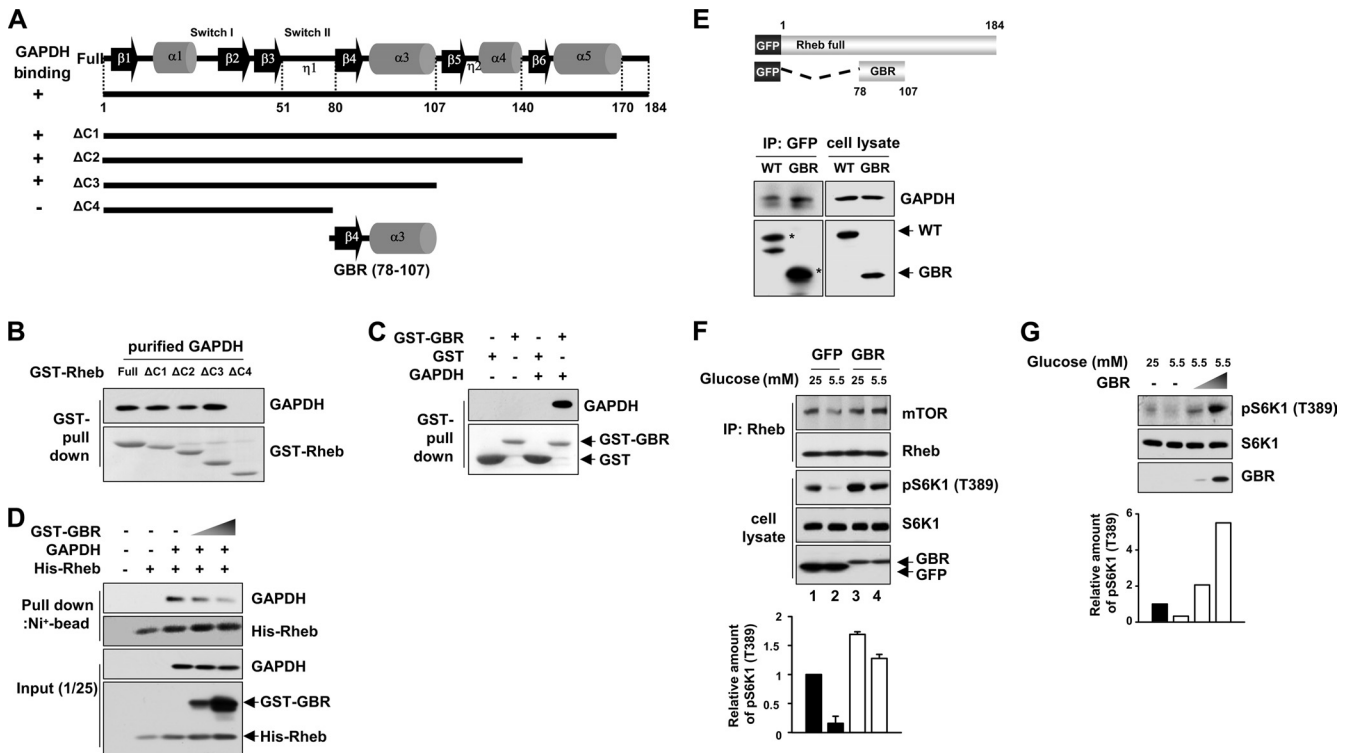 A
GAPDH binding
Full
Switch I
Switch II
β1
α1
β2
β3
η1
β4
α3
β5
η2
α4
β6
α5
+
1
51
80
107
140
170
184
+ ΔC1
+ ΔC2
+ ΔC3
- ΔC4
β4
α3
GBR (78-107)
B
purified GAPDH
GST-Rheb Full ΔC1 ΔC2 ΔC3 ΔC4
GST-pull down
GAPDH
GST-Rheb
C
GST-GBR - + - +
GST + - + -
GAPDH - - + +
GST-pull down
GAPDH
GST-GBR
GST
D
GST-GBR - - -
GAPDH - - + + +
His-Rheb - + + + +
Pull down :Ni⁺-bead
GAPDH
His-Rheb
Input (1/25)
GAPDH
GST-GBR
His-Rheb
E
1
184
GFP
Rheb full
GFP
GBR
78
107
IP: GFP
cell lysate
WT GBR WT GBR
GAPDH
WT
GBR
*
*
F
GFP GBR
Glucose (mM) 25 5.5 25 5.5
IP: Rheb
mTOR
Rheb
cell lysate
pS6K1 (T389)
S6K1
GBR
GFP
1 2 3 4
Relative amount of pS6K1 (T389)
2
1.5
1
0.5
0
G
Glucose (mM) 25 5.5 5.5 5.5
GBR - -
pS6K1 (T389)
S6K1
GBR
Relative amount of pS6K1 (T389)
6
4
2
0